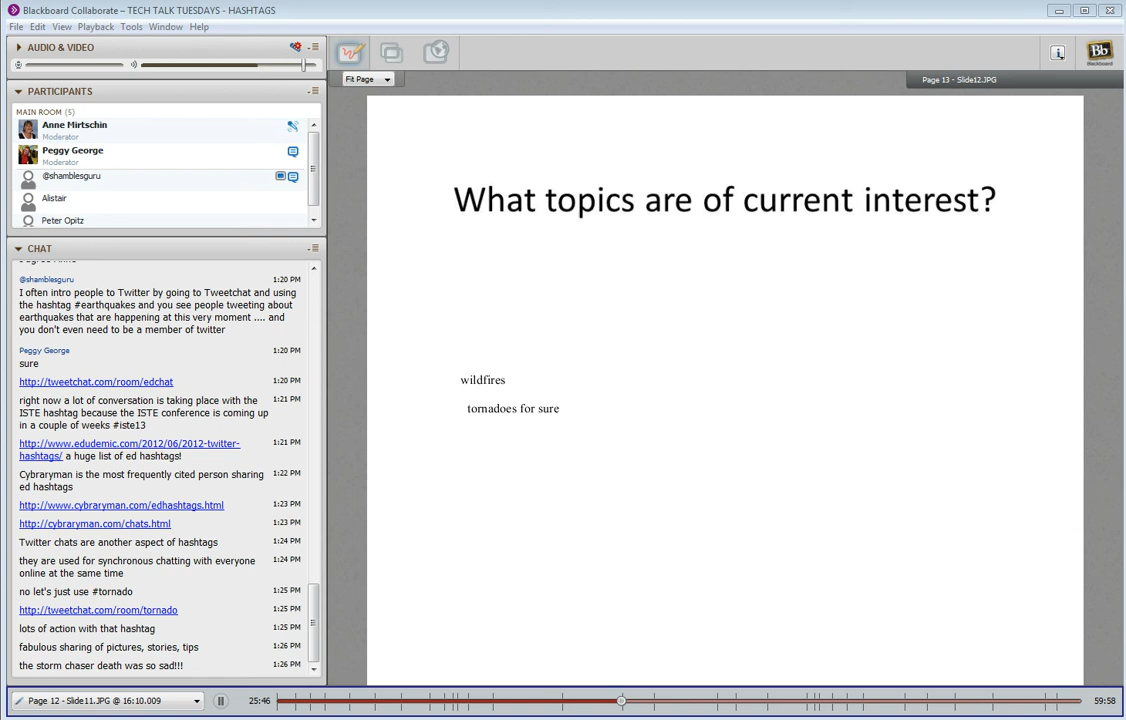 Blackboard Collaborate – TECH TALK TUESDAYS - HASHTAGS
File Edit View Playback Tools Window Help
AUDIO & VIDEO
PARTICIPANTS
MAIN ROOM (5)
Anne Mirtschin
Moderator
Peggy George
Moderator
@shamblesguru
Alistair
Peter Opitz
CHAT
@shamblesguru 1:20 PM
I often intro people to Twitter by going to Tweetchat and using
the hashtag #earthquakes and you see people tweeting about
earthquakes that are happening at this very moment .... and
you don't even need to be a member of twitter
Peggy George 1:20 PM
sure
http://tweetchat.com/room/edchat 1:20 PM
right now a lot of conversation is taking place with the 1:21 PM
ISTE hashtag because the ISTE conference is coming up
in a couple of weeks #iste13
http://www.edudemic.com/2012/06/2012-twitter- 1:21 PM
hashtags/ a huge list of ed hashtags!
Cybraryman is the most frequently cited person sharing 1:22 PM
ed hashtags
http://www.cybraryman.com/edhashtags.html 1:23 PM
http://cybraryman.com/chats.html 1:23 PM
Twitter chats are another aspect of hashtags 1:24 PM
they are used for synchronous chatting with everyone 1:24 PM
online at the same time
no let's just use #tornado 1:25 PM
http://tweetchat.com/room/tornado 1:25 PM
lots of action with that hashtag 1:25 PM
fabulous sharing of pictures, stories, tips 1:26 PM
the storm chaser death was so sad!!! 1:26 PM
Fit Page
Page 13 - Slide12.JPG
Bb
Blackboard
What topics are of current interest?
wildfires
tornadoes for sure
Page 12 - Slide11.JPG @ 16:10.009
25:46
59:58